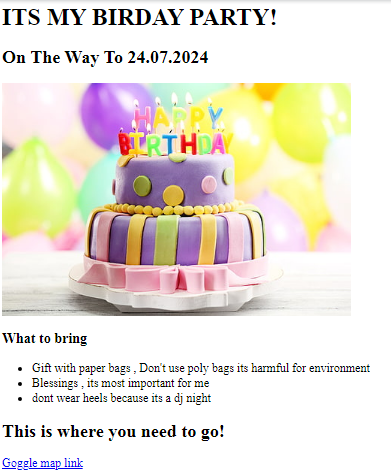 ITS MY BIRDAY PARTY!
On The Way To 24.07.2024
HAPPY
BIRTHDAY
What to bring
Gift with paper bags , Don't use poly bags its harmful for environment
Blessings , its most important for me
dont wear heels because its a dj night
This is where you need to go!
Goggle map link